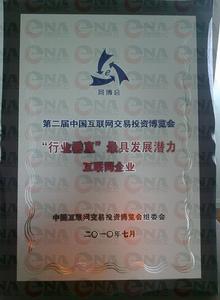 网博会
第二届中国互联网交易投资博览会
“行业垂直”最具发展潜力
互联网企业
中国互联网交易投资博览会组委会
二〇一〇年七月